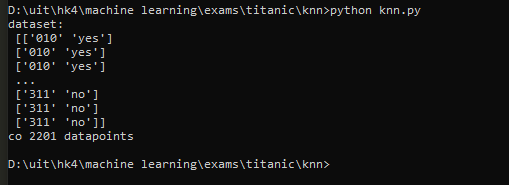 D:\uit\hk4\machine learning\exams\titanic\knn>python knn.py
dataset:
[['010' 'yes']
['010' 'yes']
['010' 'yes']
...
['311' 'no']
['311' 'no']
['311' 'no']]
co 2201 datapoints
D:\uit\hk4\machine learning\exams\titanic\knn>